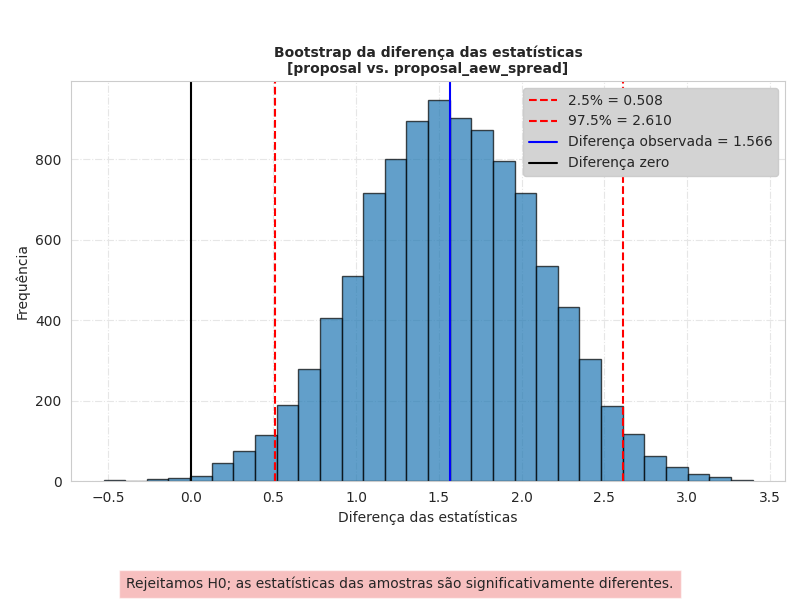 Bootstrap da diferença das estatísticas
[proposal vs. proposal_aew_spread]
2.5% = 0.508
97.5% = 2.610
Diferença observada = 1.566
Diferença zero
Frequência
800
600
400
200
0
−0.5
0.0
0.5
1.0
1.5
2.0
2.5
3.0
3.5
Diferença das estatísticas
Rejeitamos H0; as estatísticas das amostras são significativamente diferentes.